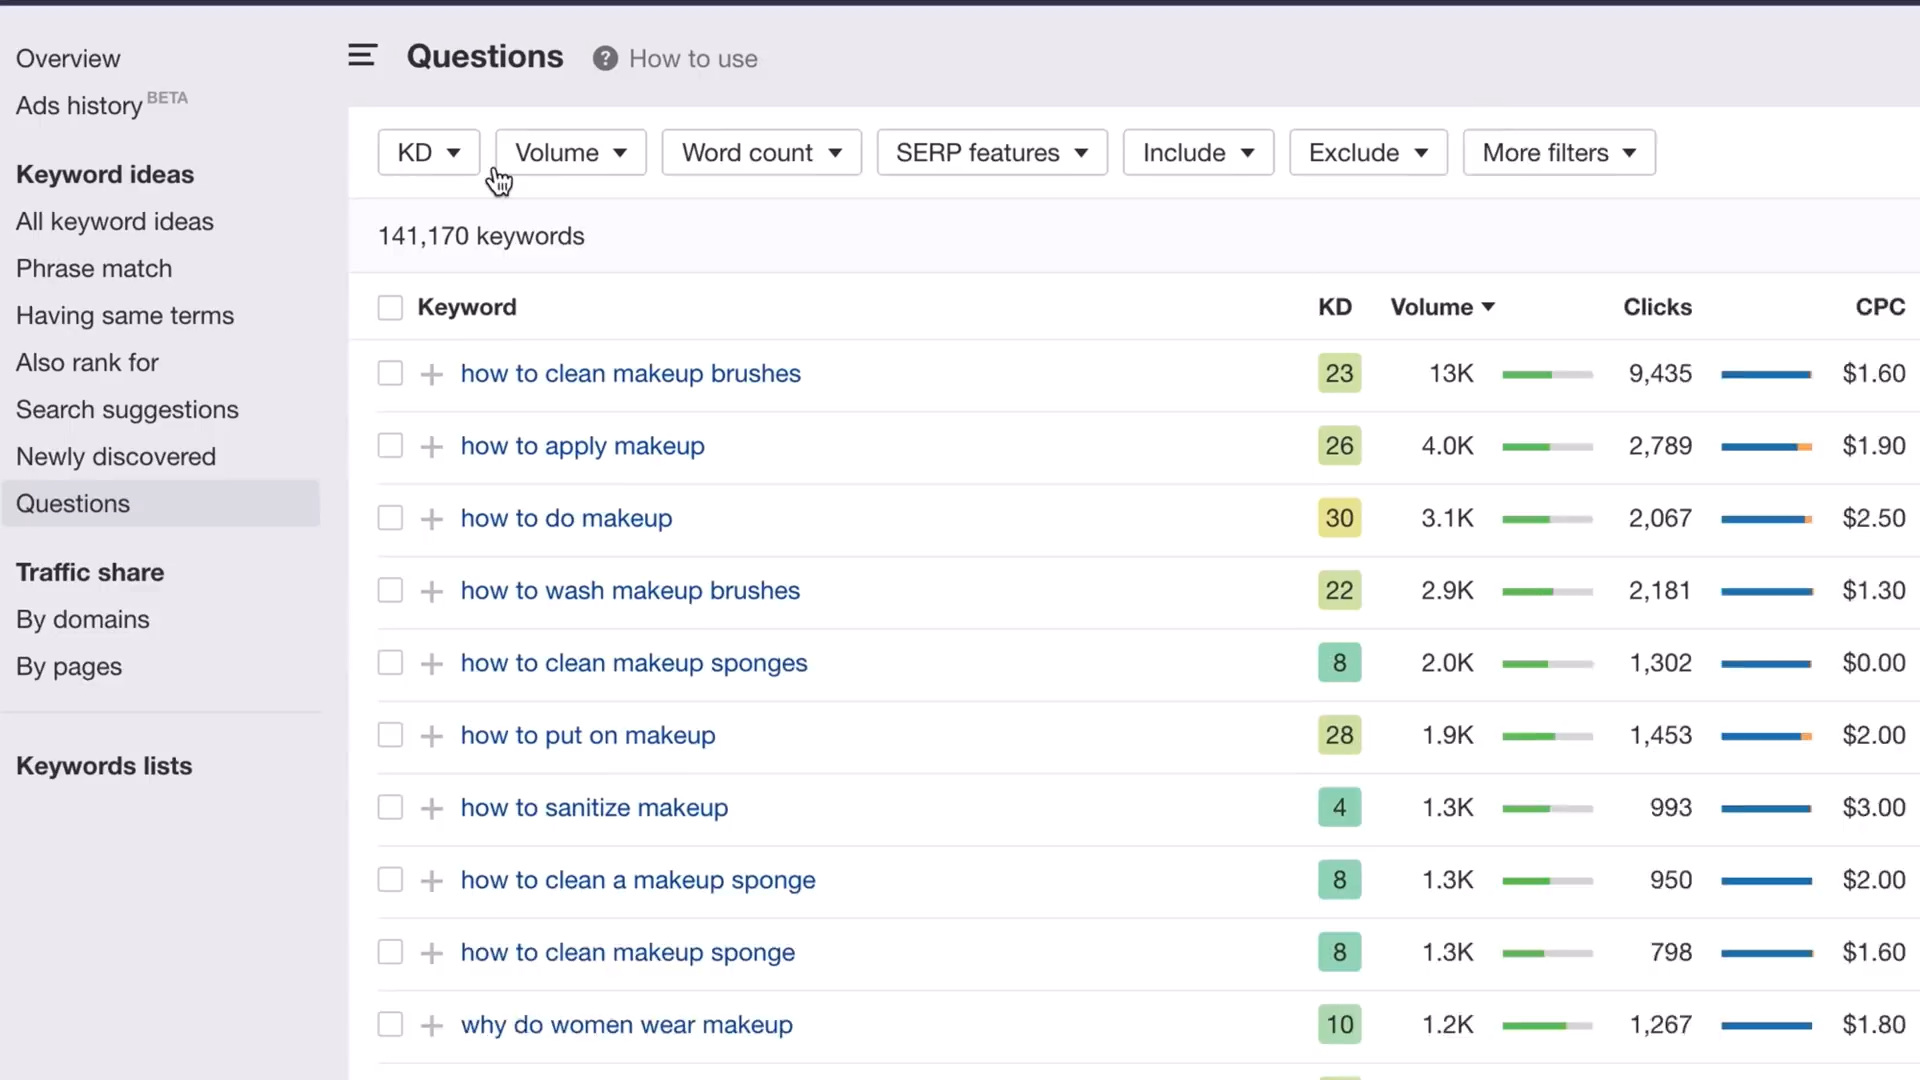 Overview
Ads history BETA
Keyword ideas
All keyword ideas
Phrase match
Having same terms
Also rank for
Search suggestions
Newly discovered
Questions
Traffic share
By domains
By pages
Keywords lists
Questions ? How to use
KD Volume Word count SERP features Include Exclude More filters
141,170 keywords
Keyword KD Volume Clicks CPC
how to clean makeup brushes 23 13K 9,435 $1.60
how to apply makeup 26 4.0K 2,789 $1.90
how to do makeup 30 3.1K 2,067 $2.50
how to wash makeup brushes 22 2.9K 2,181 $1.30
how to clean makeup sponges 8 2.0K 1,302 $0.00
how to put on makeup 28 1.9K 1,453 $2.00
how to sanitize makeup 4 1.3K 993 $3.00
how to clean a makeup sponge 8 1.3K 950 $2.00
how to clean makeup sponge 8 1.3K 798 $1.60
why do women wear makeup 10 1.2K 1,267 $1.80